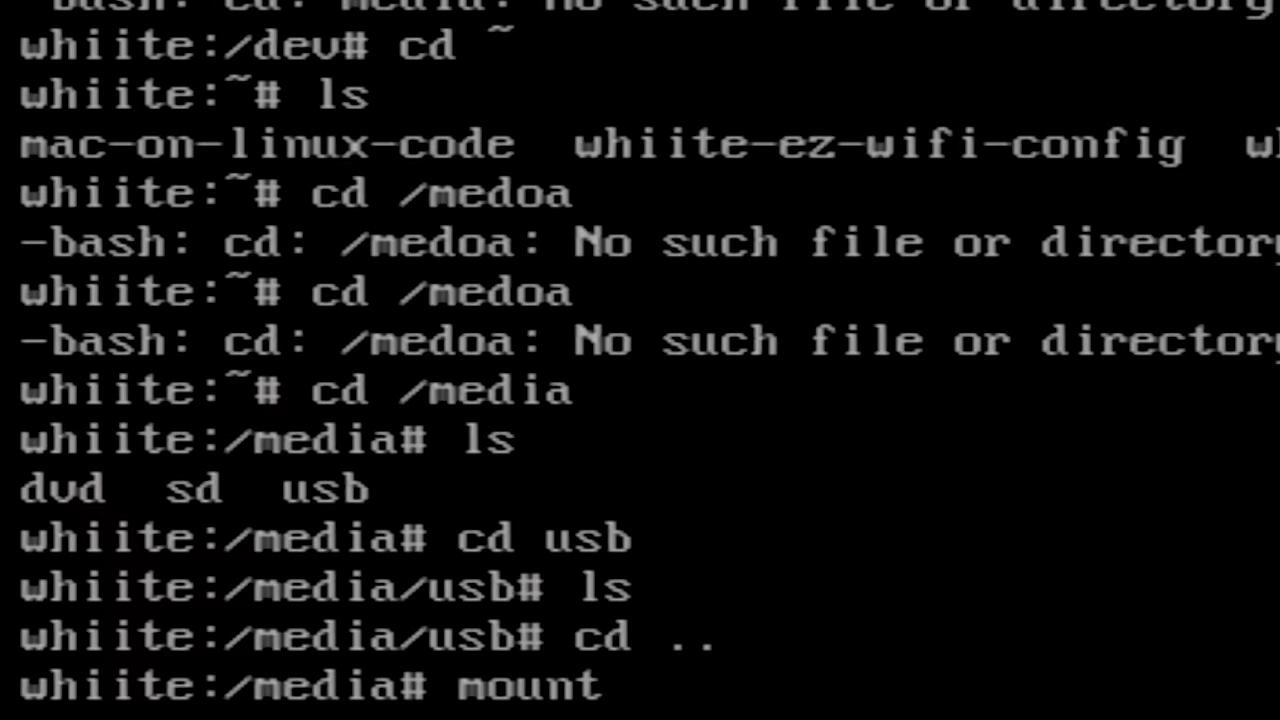 -bash: cd: media: No such file or directory
whiite:/dev# cd ~
whiite:~# ls
mac-on-linux-code  whiite-ez-wifi-config
whiite:~# cd /medoa
-bash: cd: /medoa: No such file or directory
whiite:~# cd /medoa
-bash: cd: /medoa: No such file or directory
whiite:~# cd /media
whiite:/media# ls
dvd  sd  usb
whiite:/media# cd usb
whiite:/media/usb# ls
whiite:/media/usb# cd ..
whiite:/media# mount